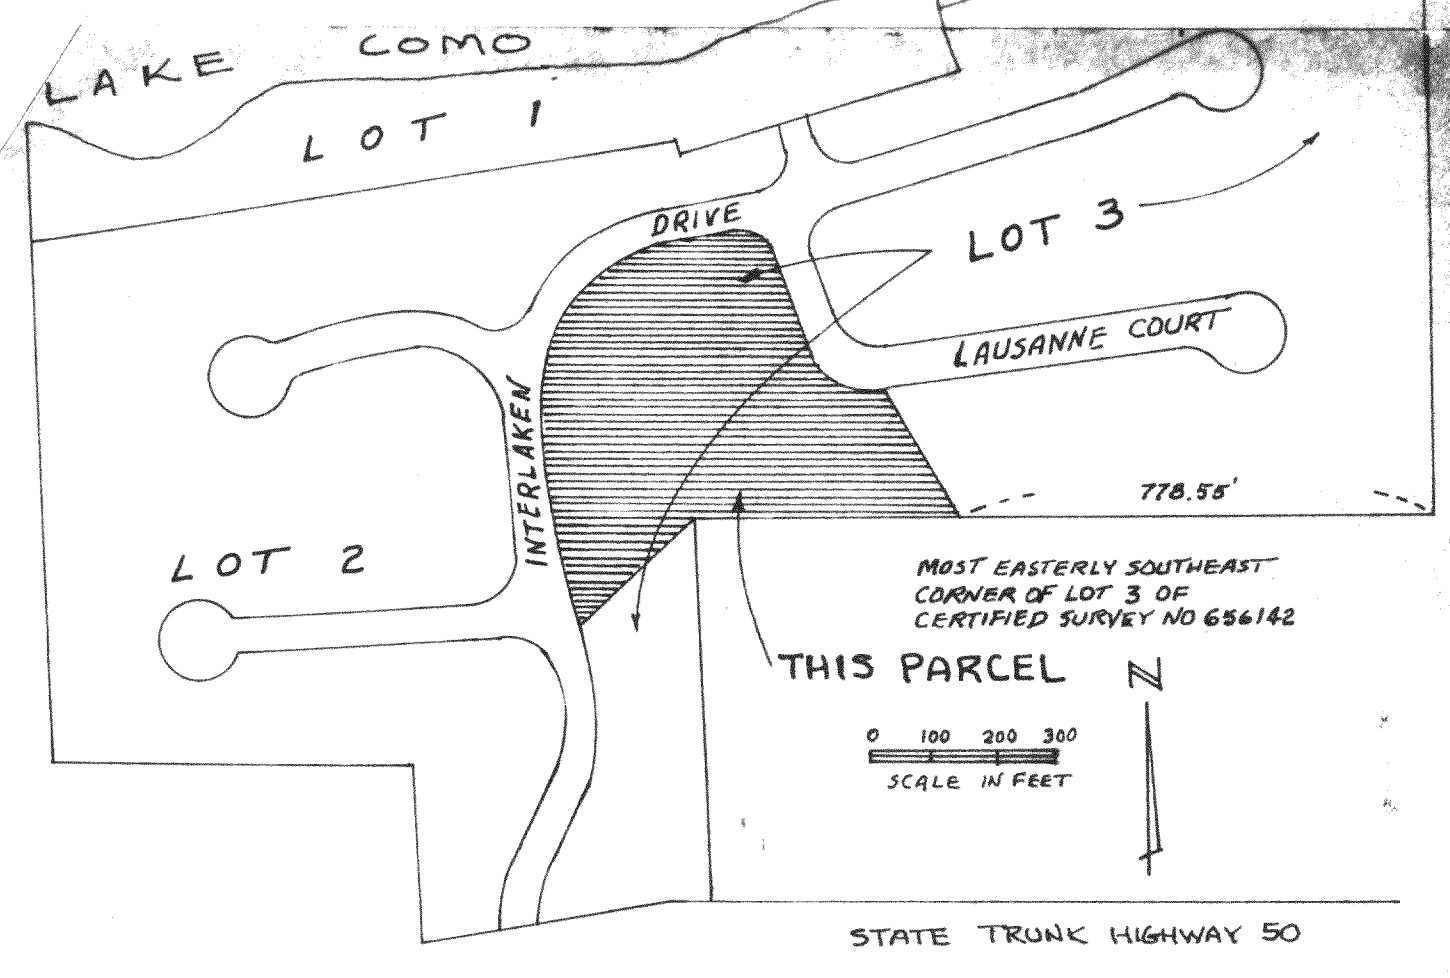 LAKE COMO
LOT 1
DRIVE
LOT 3
LAUSANNE COURT
INTERLAKEN
778.55'
LOT 2
MOST EASTERLY SOUTHEAST
CORNER OF LOT 3 OF
CERTIFIED SURVEY NO 656142
THIS PARCEL
N
0 100 200 300
SCALE IN FEET
STATE TRUNK HIGHWAY 50